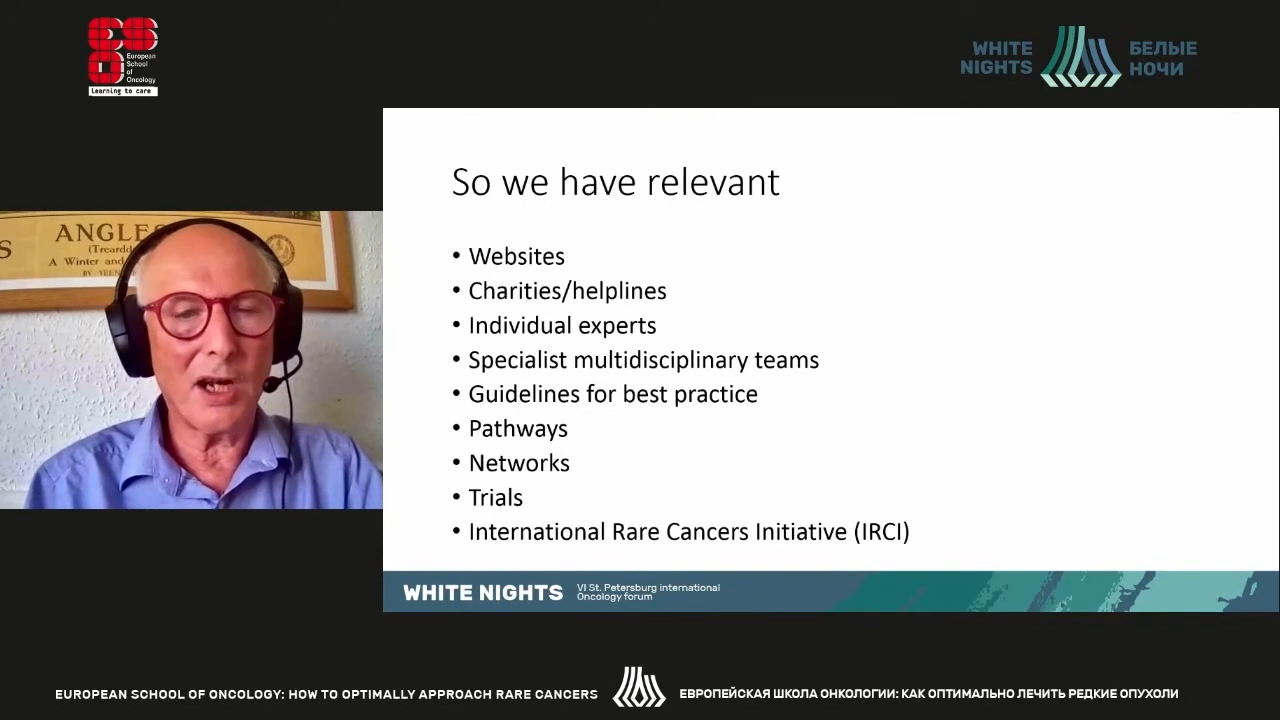 European
School
of
Oncology
Learning to care
WHITE
NIGHTS
БЕЛЫЕ
НОЧИ
So we have relevant
• Websites
• Charities/helplines
• Individual experts
• Specialist multidisciplinary teams
• Guidelines for best practice
• Pathways
• Networks
• Trials
• International Rare Cancers Initiative (IRCI)
S
ANGLES
A Winter and
WHITE NIGHTS
VI St. Petersburg international
Oncology forum
EUROPEAN SCHOOL OF ONCOLOGY: HOW TO OPTIMALLY APPROACH RARE CANCERS
ЕВРОПЕЙСКАЯ ШКОЛА ОНКОЛОГИИ: КАК ОПТИМАЛЬНО ЛЕЧИТЬ РЕДКИЕ ОПУХОЛИ